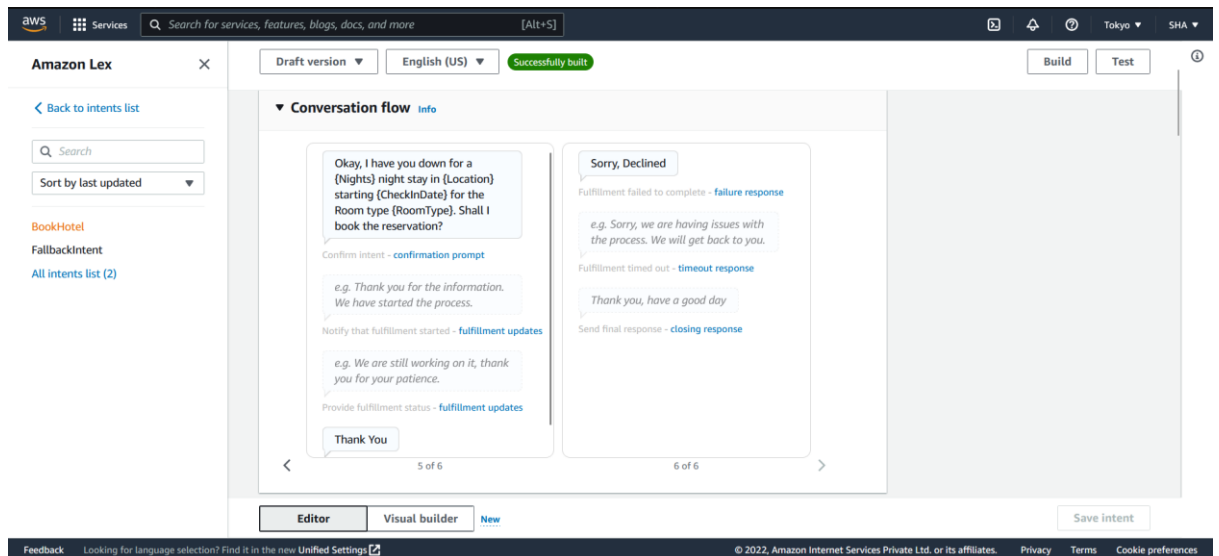 aws
Services
Search for services, features, blogs, docs, and more
[Alt+S]
Tokyo ▼
SHA ▼
Amazon Lex
Back to intents list
Search
Sort by last updated
BookHotel
FallbackIntent
All intents list (2)
Draft version
English (US)
Successfully built
Build
Test
Conversation flow Info
Okay, I have you down for a
{Nights} night stay in {Location}
starting {CheckInDate} for the
Room type {RoomType}. Shall I
book the reservation?
Confirm intent - confirmation prompt
e.g. Thank you for the information.
We have started the process.
Notify that fulfillment started - fulfillment updates
e.g. We are still working on it, thank
you for your patience.
Provide fulfillment status - fulfillment updates
Thank You
5 of 6
Sorry, Declined
Fulfillment failed to complete - failure response
e.g. Sorry, we are having issues with
the process. We will get back to you.
Fulfillment timed out - timeout response
Thank you, have a good day
Send final response - closing response
6 of 6
Editor
Visual builder
New
Save intent
Feedback
Looking for language selection? Find it in the new Unified Settings
© 2022, Amazon Internet Services Private Ltd. or its affiliates.
Privacy
Terms
Cookie preferences